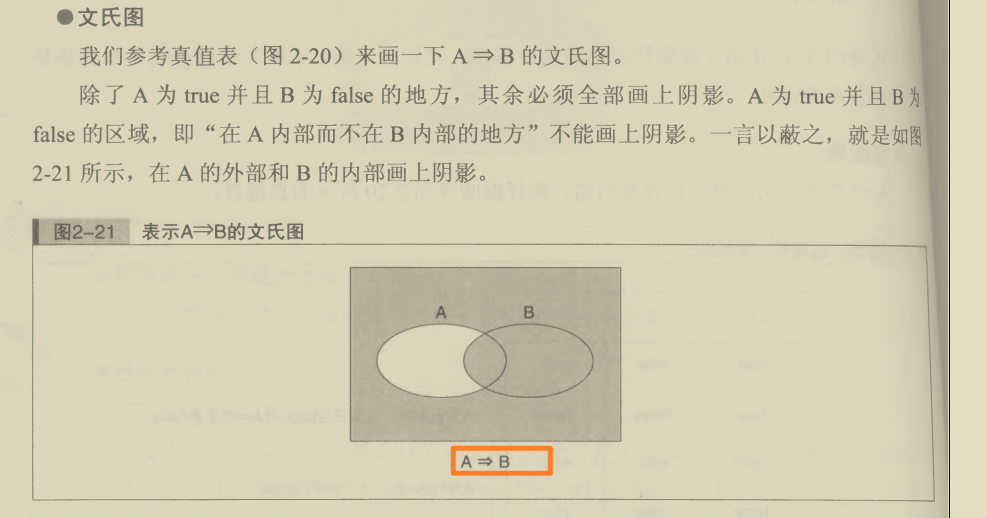 ●文氏图
我们参考真值表（图 2-20）来画一下 A⇒B 的文氏图。
除了 A 为 true 并且 B 为 false 的地方，其余必须全部画上阴影。A 为 true 并且 B 为
false 的区域，即“在 A 内部而不在 B 内部的地方”不能画上阴影。一言以蔽之，就是如图
2-21 所示，在 A 的外部和 B 的内部画上阴影。
图2–21 表示A⇒B的文氏图
A B
A ⇒ B